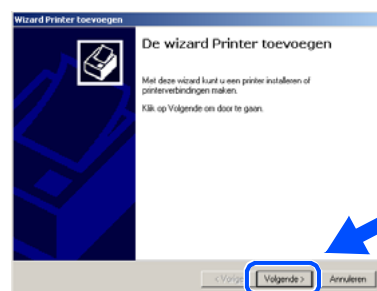 Wizard Printer toevoegen
De wizard Printer toevoegen
Met deze wizard kunt u een printer installeren of
printerverbindingen maken.
Klik op Volgende om door te gaan.
< Vorige Volgende > Annuleren